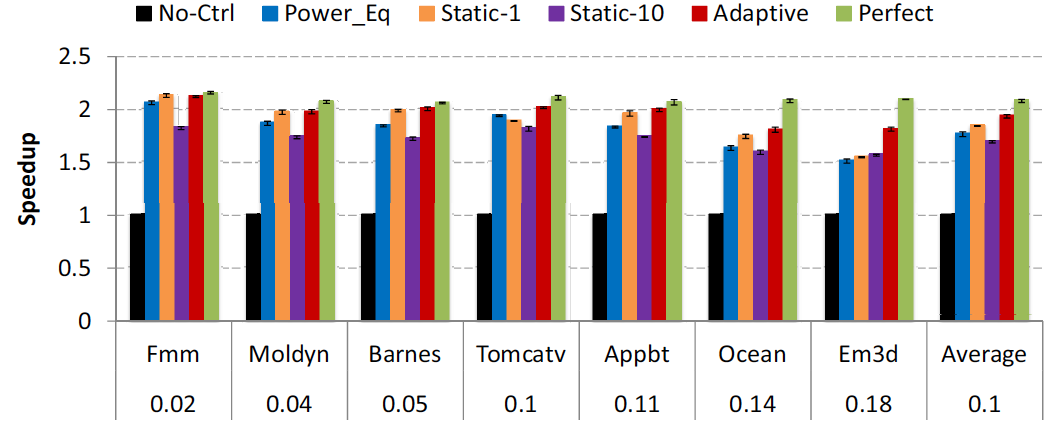 No-Ctrl Power_Eq Static-1 Static-10 Adaptive Perfect
2.5
2
1.5
1
0.5
0
Speedup
Fmm Moldyn Barnes Tomcatv Appbt Ocean Em3d Average
0.02 0.04 0.05 0.1 0.11 0.14 0.18 0.1